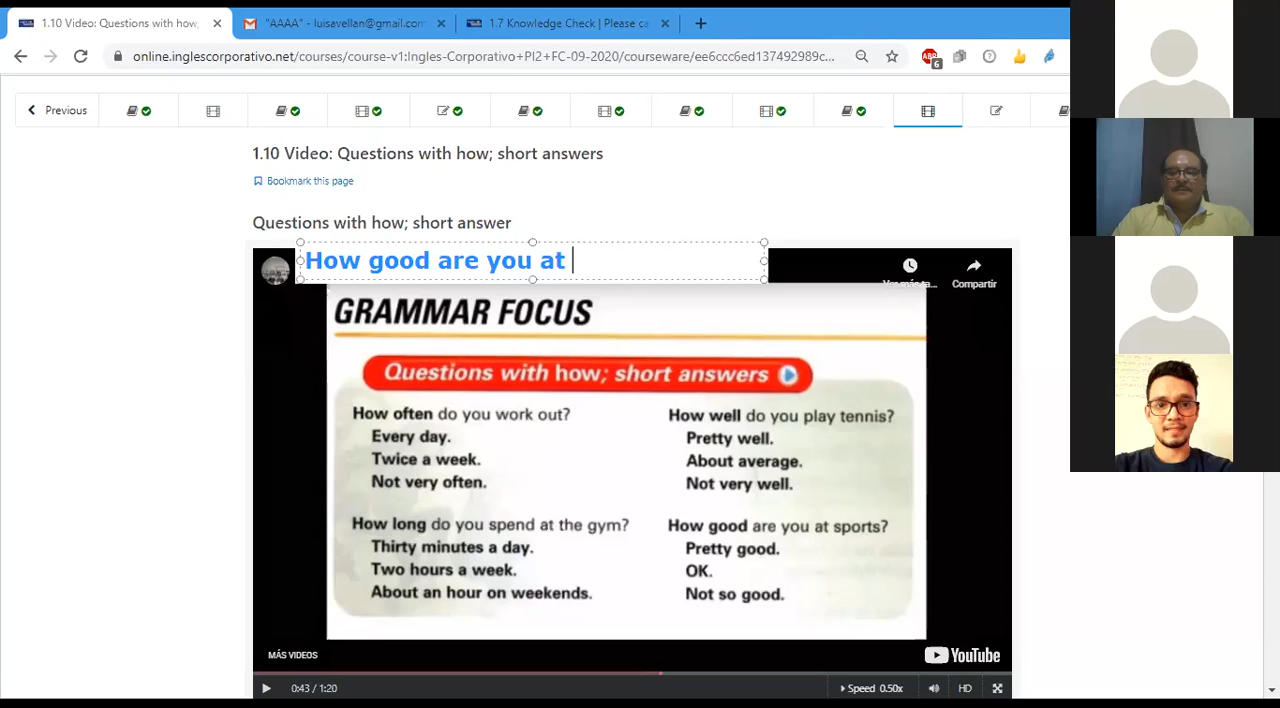 1.10 Video: Questions with how;
"AAAA" - luisavellan@gmail.com
1.7 Knowledge Check | Please ca
online.inglescorporativo.net/courses/course-v1:Ingles-Corporativo+PI2+FC-09-2020/courseware/ee6ccc6ed137492989c...
6
Previous
1.10 Video: Questions with how; short answers
Bookmark this page
Questions with how; short answer
How good are you at
Compartir
GRAMMAR FOCUS
Questions with how; short answers
How often do you work out?
Every day.
Twice a week.
Not very often.
How long do you spend at the gym?
Thirty minutes a day.
Two hours a week.
About an hour on weekends.
How well do you play tennis?
Pretty well.
About average.
Not very well.
How good are you at sports?
Pretty good.
OK.
Not so good.
MÁS VIDEOS
YouTube
0:43 / 1:20
Speed 0.50x
HD